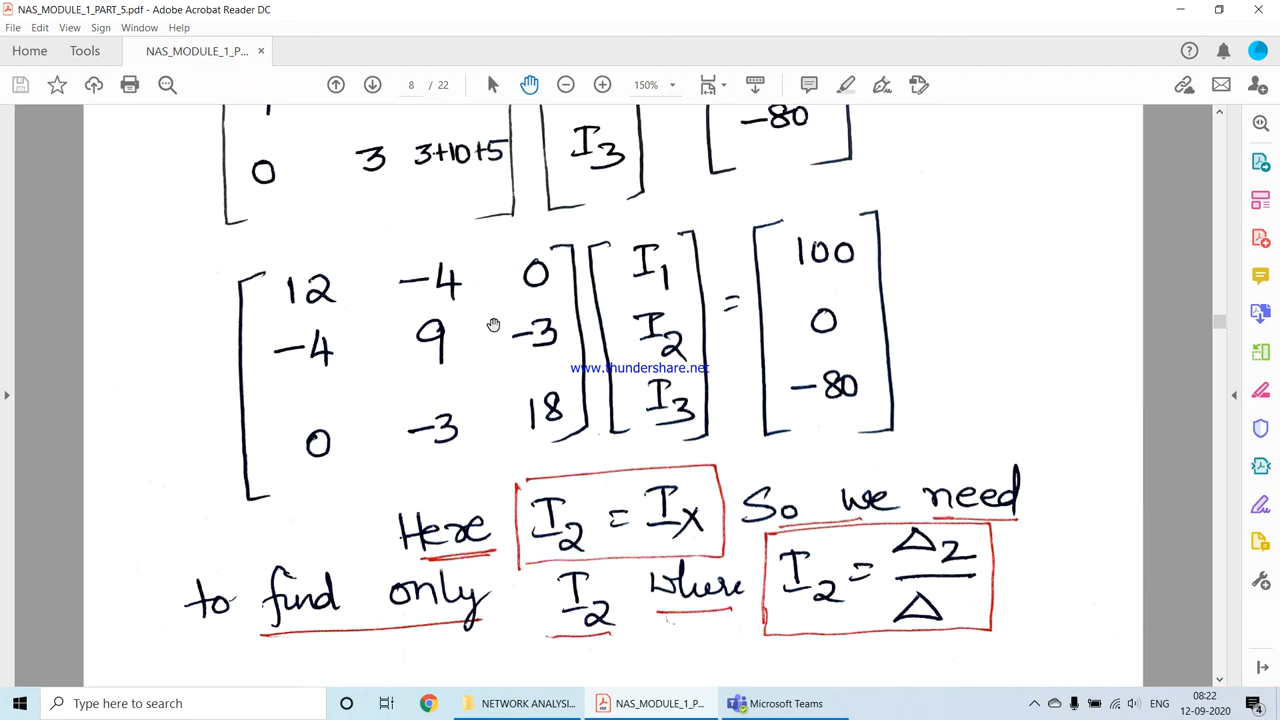 NAS_MODULE_1_PART_5.pdf - Adobe Acrobat Reader DC
File Edit View Sign Window Help
Home Tools NAS_MODULE_1_P... ×
8 / 22 150%
-80
0 3 3+10+5 I3
12 -4 0 I1 100
-4 9 -3 I2 = 0
www.thundershare.net
0 -3 18 I3 -80
Here I2 = Ix So we need
to find only I2 where I2 = Δ2/Δ
Type here to search NETWORK ANALYSI... NAS_MODULE_1_P... Microsoft Teams ENG 08:22
12-09-2020 4